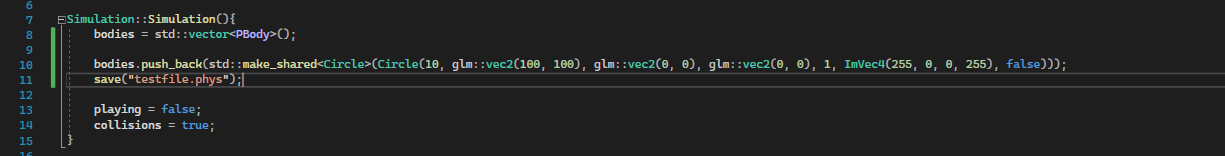 6
7 Simulation::Simulation(){
8 bodies = std::vector<PBody>();
9
10 bodies.push_back(std::make_shared<Circle>(Circle(10, glm::vec2(100, 100), glm::vec2(0, 0), glm::vec2(0, 0), 1, ImVec4(255, 0, 0, 255), false)));
11 save("testfile.phys");
12
13 playing = false;
14 collisions = true;
15 }
16